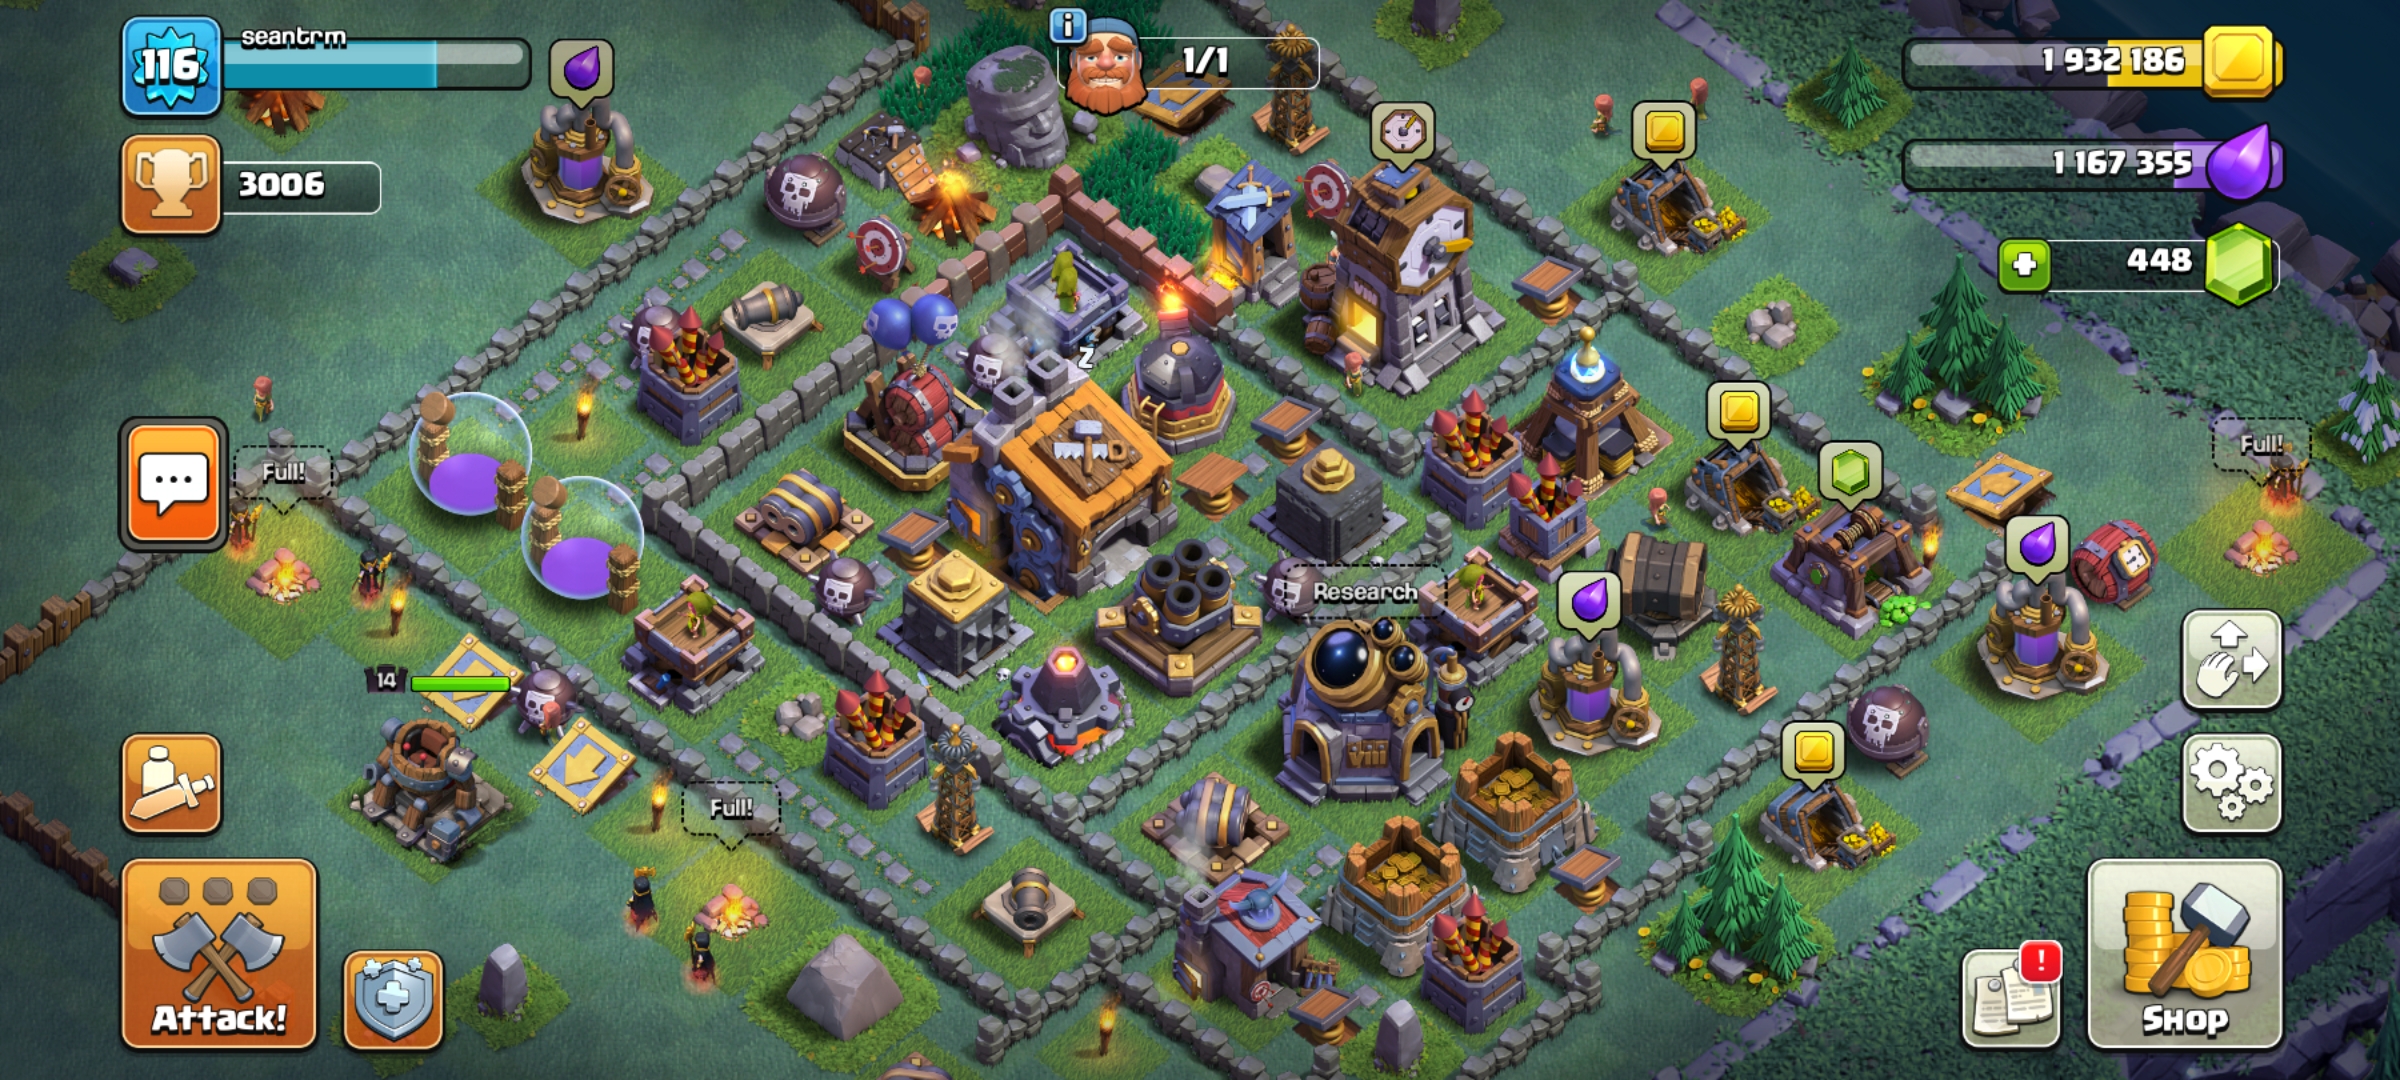 116
seantrm
i
1/1
1 932 186
3006
1 167 355
448
z
Full!
Full!
Research
14
VIII
Full!
Attack!
!
Shop